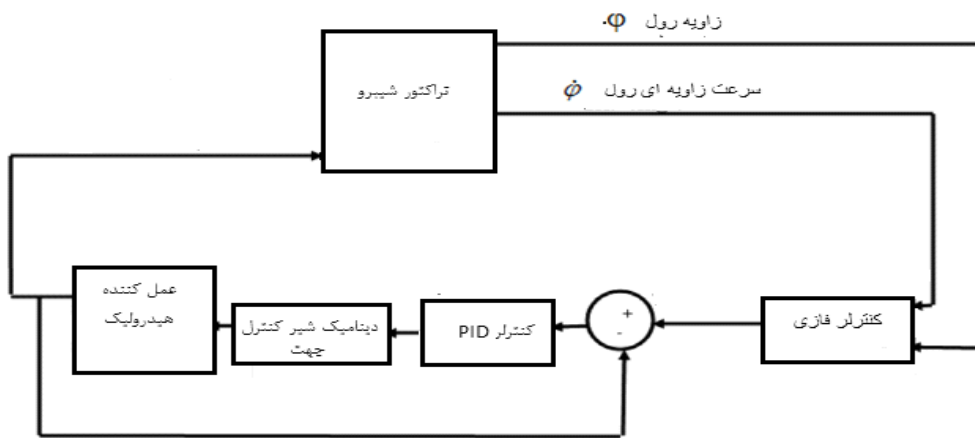 زاویه رول φ.
سرعت زاویه ای رول φ̇
تراکتور شیبرو
عمل کننده
هیدرولیک
دینامیک شیر کنترل
جهت
کنترلر PID
+
-
کنترلر فازی